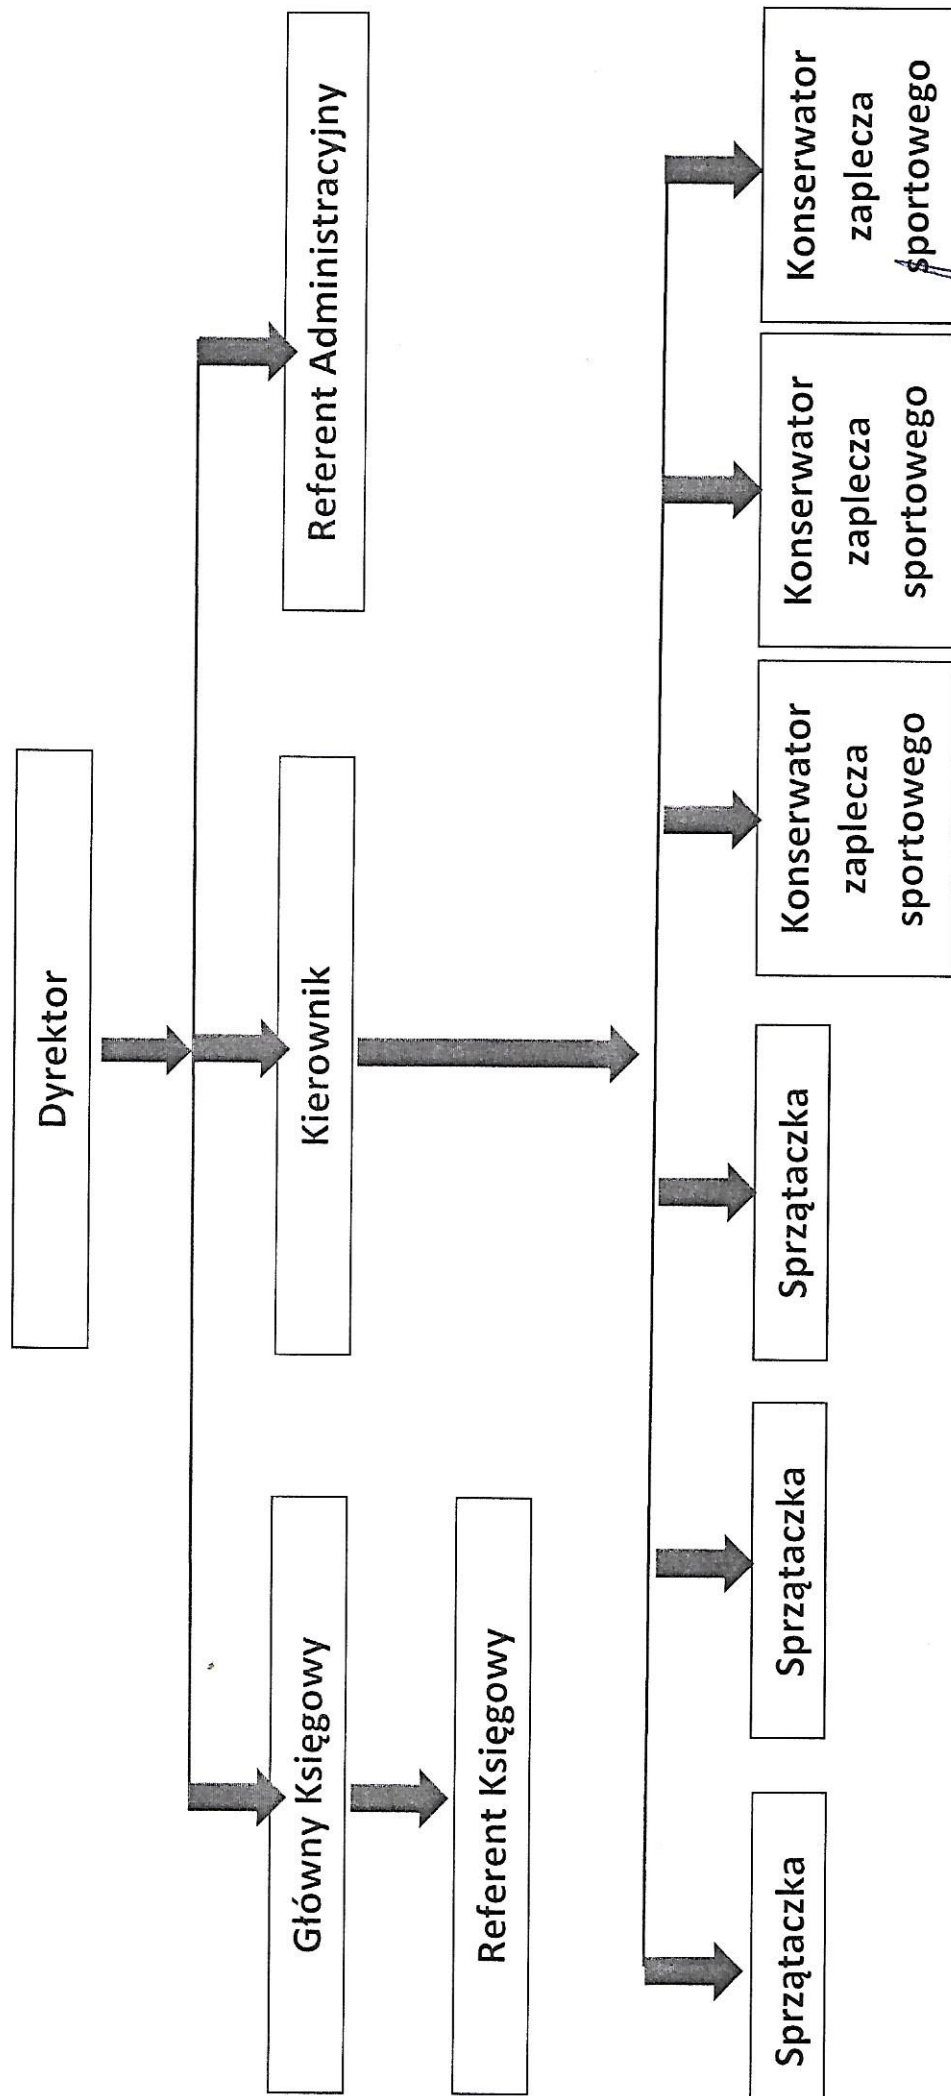 Dyrektor
Główny Księgowy
Kierownik
Referent Administracyjny
Referent Księgowy
Sprzątaczka
Sprzątaczka
Sprzątaczka
Konserwator
zaplecza
sportowego
Konserwator
zaplecza
sportowego
Konserwator
zaplecza
sportowego